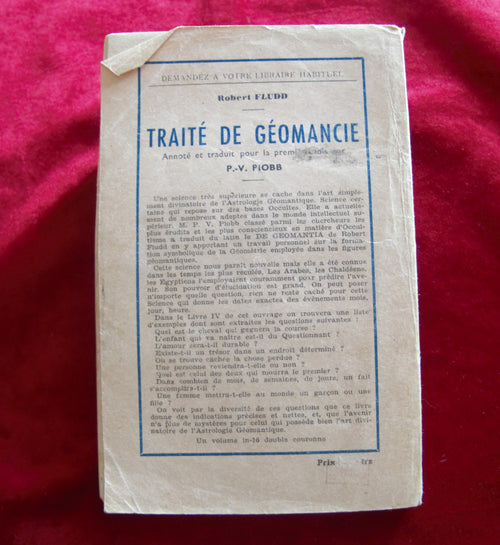 DEMANDEZ A VOTRE LIBRAIRE HABITUEL
Robert FLUDD
TRAITÉ DE GÉOMANCIE
Annoté et traduit pour la première fois par
P.-V. PIOBB
Une science très supérieure se cache dans l'art simple-
ment divinatoire de l'Astrologie Géomantique. Science cer-
taine qui repose sur des bases Occultes. Elle a actuelle-
ment de nombreux adeptes dans le monde intellectuel su-
périeur. M. P. V. Piobb classé parmi les chercheurs les
plus érudits et les plus consciencieux en matière d'Occul-
tisme a traduit du latin le DE GEOMANTIA de Robert
Fludd en y apportant un travail personnel sur la forma-
tion symbolique de la Géométrie employée dans les figures
géomantiques.
Cette science nous paraît nouvelle mais elle a été connue
dans les temps les plus reculés. Les Arabes, les Chaldéens,
les Egyptiens l'employaient couramment pour prédire l'ave-
nir. Son pouvoir d'élucidation est grand. On peut poser
n'importe quelle question, rien ne reste caché pour cette
Science qui donne les dates exactes des évènements mois,
jour, heure.
Dans le Livre IV de cet ouvrage on trouvera une liste
d'exemples dont sont extraites les questions suivantes :
Quel est le cheval qui gagnera la course ?
L'enfant qui va naître est-il du Questionnant ?
L'amour sera-t-il durable ?
Existe-t-il un trésor dans un endroit déterminé ?
Où se trouve cachée la chose perdue ?
Une personne reviendra-t-elle ou non ?
Quel est celui des deux qui mourra le premier ?
Dans combien de mois, de semaines, de jours, un fait
s'accomplira-t-il ?
Une femme mettra-t-elle au monde un garçon ou une
fille ?
On voit par la diversité de ces questions que ce livre
donne des indications précises et nettes, et, que l'avenir
n'a plus de mystères pour celui qui possède bien l'art divi-
natoire de l'Astrologie Géomantique.
Un volume in-16 double couronne
Prix